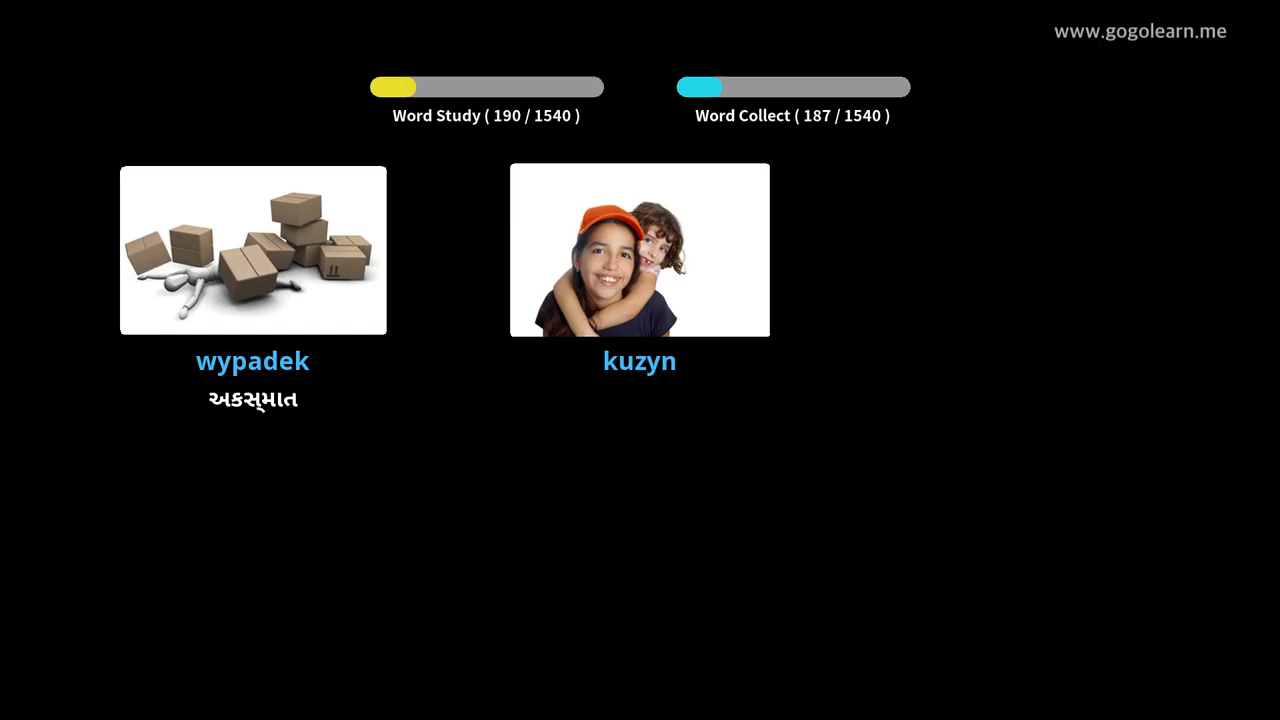 www.gogolearn.me
Word Study ( 190 / 1540 )
Word Collect ( 187 / 1540 )
wypadek
kuzyn
અકસ્માત